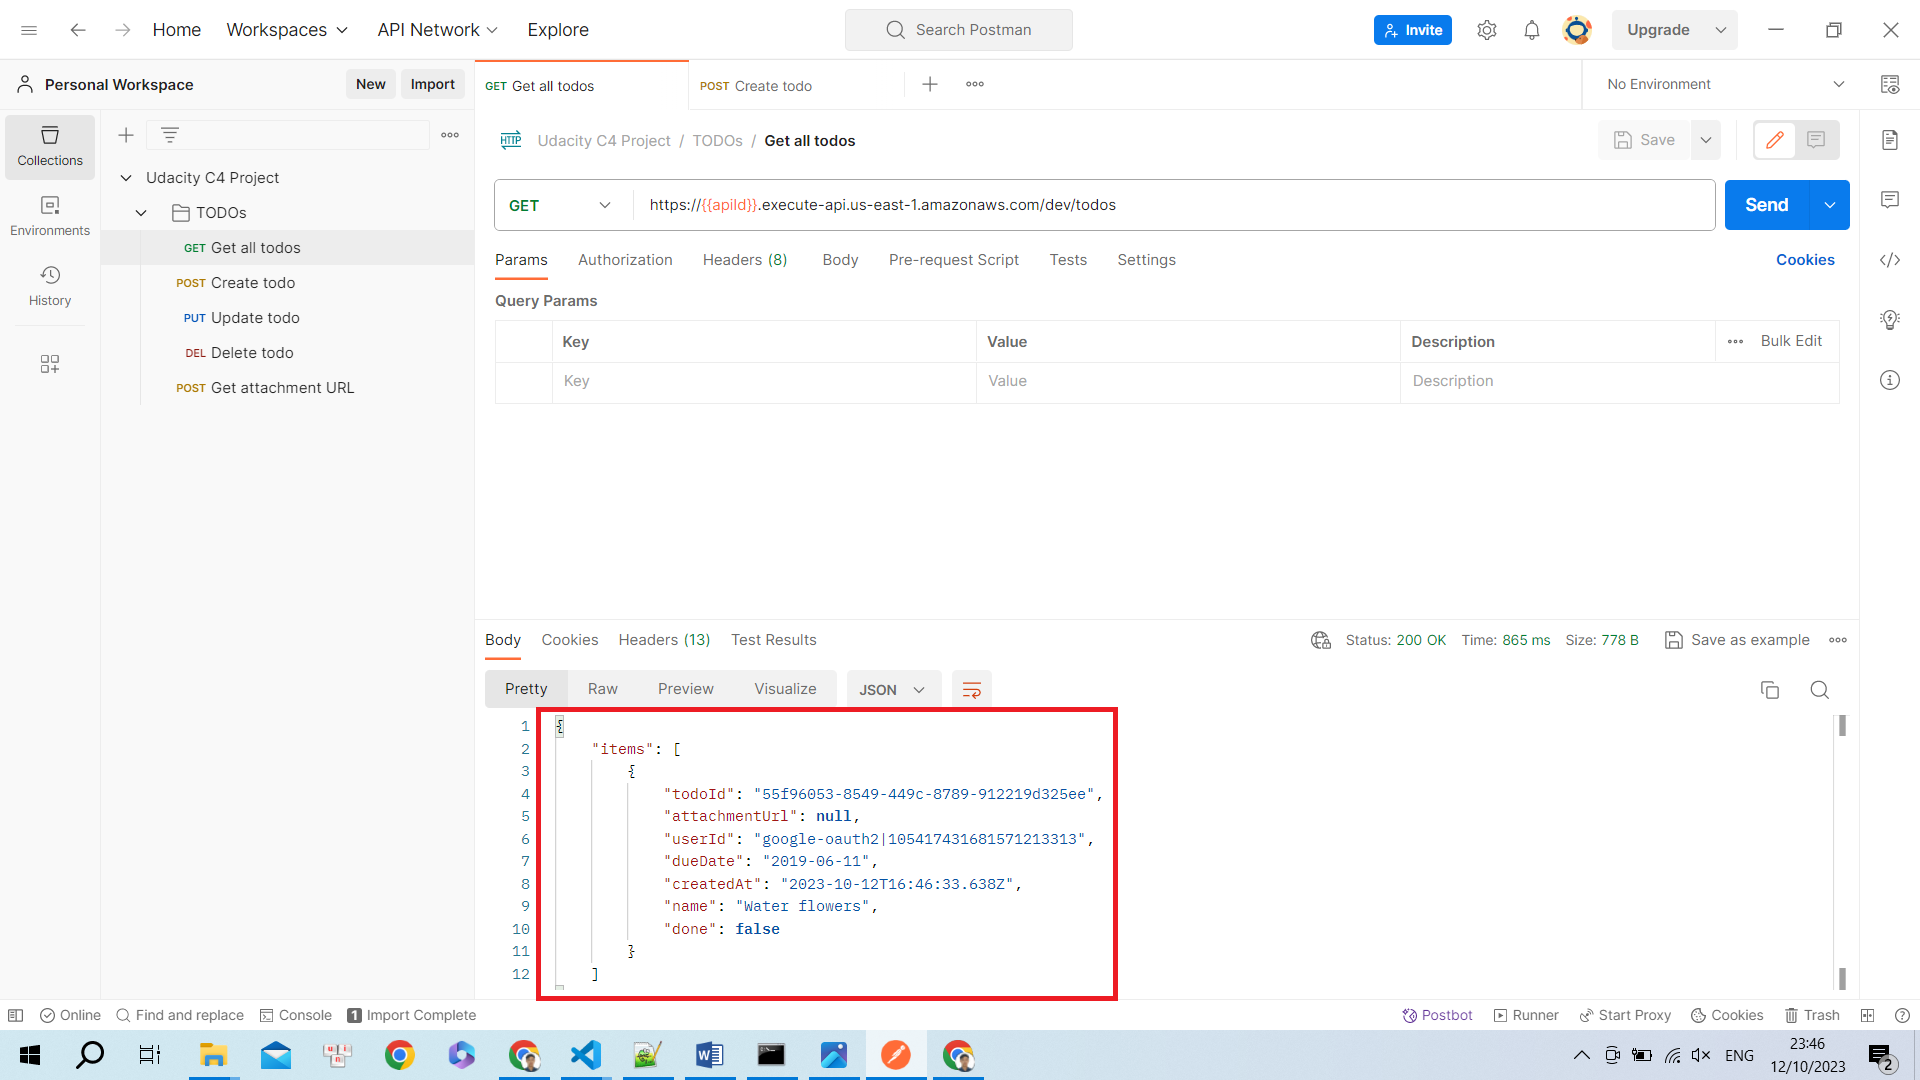 Home Workspaces API Network Explore Search Postman Invite Upgrade
Personal Workspace New Import GET Get all todos POST Create todo No Environment
Collections
Environments
History
Udacity C4 Project
TODOs
GET Get all todos
POST Create todo
PUT Update todo
DEL Delete todo
POST Get attachment URL
HTTP Udacity C4 Project / TODOs / Get all todos Save
GET https://{{apiId}}.execute-api.us-east-1.amazonaws.com/dev/todos Send
Params Authorization Headers (8) Body Pre-request Script Tests Settings Cookies
Query Params
Key Value Description Bulk Edit
Key Value Description
Body Cookies Headers (13) Test Results Status: 200 OK Time: 865 ms Size: 778 B Save as example
Pretty Raw Preview Visualize JSON
1 {
2 "items": [
3 {
4 "todoId": "55f96053-8549-449c-8789-912219d325ee",
5 "attachmentUrl": null,
6 "userId": "google-oauth2|105417431681571213313",
7 "dueDate": "2019-06-11",
8 "createdAt": "2023-10-12T16:46:33.638Z",
9 "name": "Water flowers",
10 "done": false
11 }
12 ]
Online Find and replace Console 1 Import Complete Postbot Runner Start Proxy Cookies Trash
ENG 23:46
12/10/2023 2